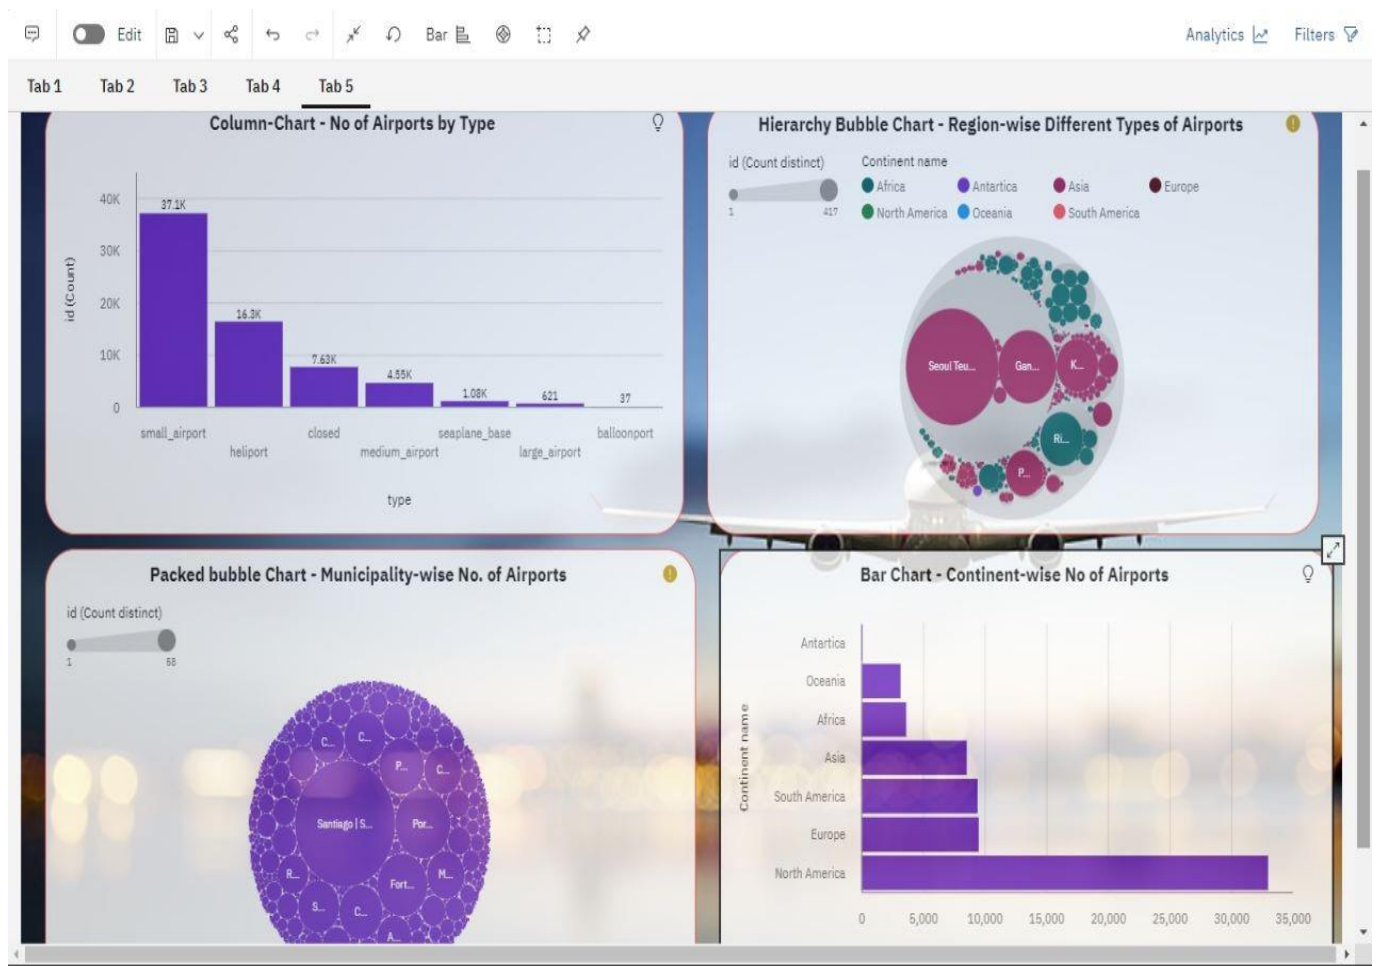 Edit
Bar
Analytics
Filters
Tab 1 Tab 2 Tab 3 Tab 4 Tab 5
Column-Chart - No of Airports by Type
id (Count)
40K
30K
20K
10K
0
37.1K
16.3K
7.63K
4.55K
1.08K
621
37
small_airport
heliport
closed
medium_airport
seaplane_base
large_airport
balloonport
type
Hierarchy Bubble Chart - Region-wise Different Types of Airports
id (Count distinct)
1 417
Continent name
Africa Antartica Asia Europe
North America Oceania South America
Seoul Teu...
Gan...
K...
Ri...
P...
Packed bubble Chart - Municipality-wise No. of Airports
id (Count distinct)
1 58
C...
C...
P...
C...
Santiago | S...
Por...
R...
Fort...
M...
S...
C...
A...
Bar Chart - Continent-wise No of Airports
Continent name
Antartica
Oceania
Africa
Asia
South America
Europe
North America
0 5,000 10,000 15,000 20,000 25,000 30,000 35,000